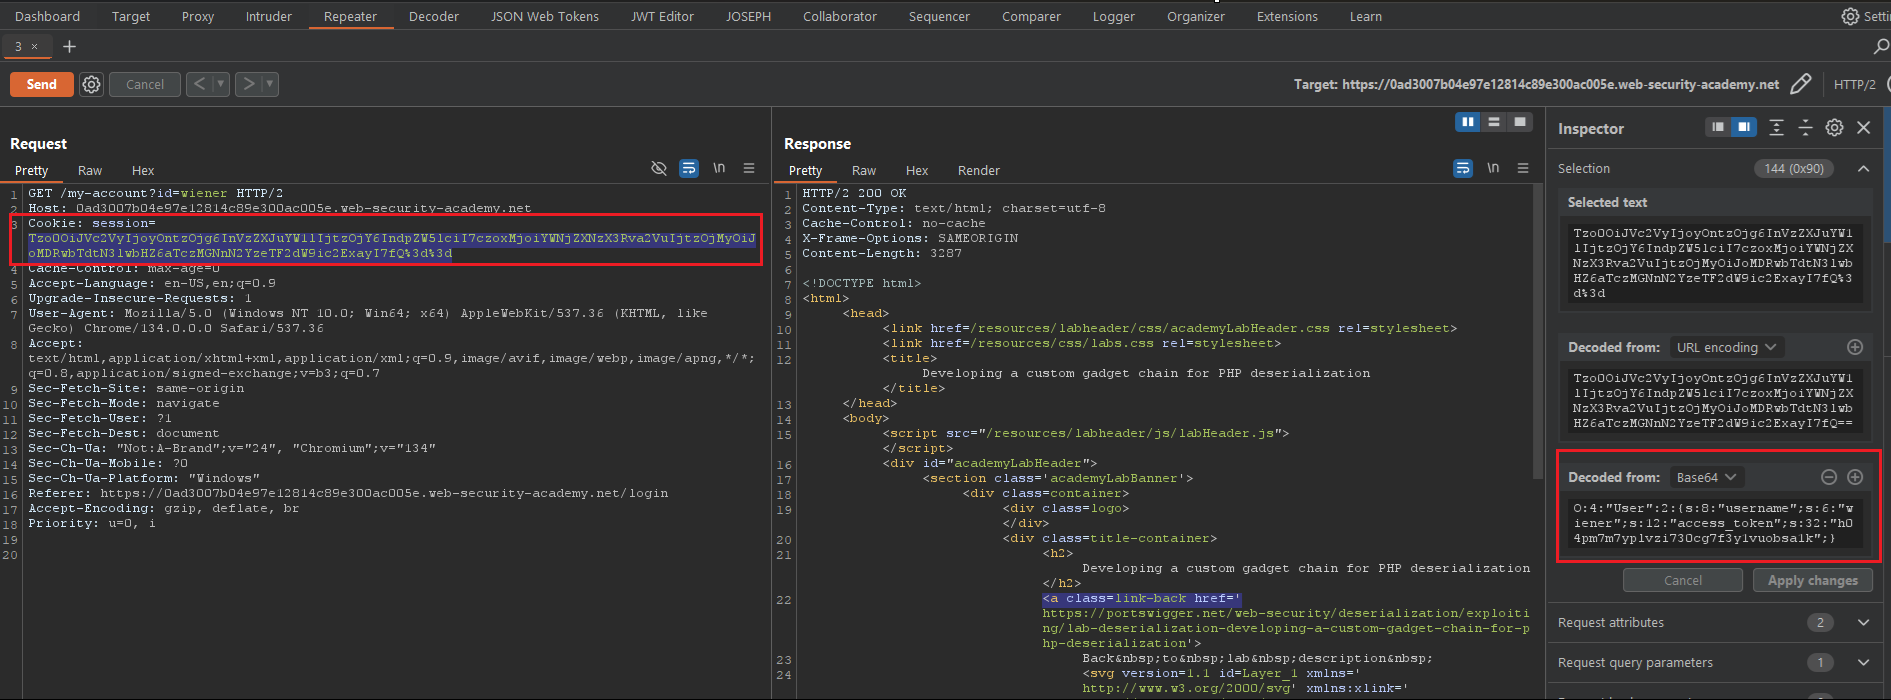 Dashboard Target Proxy Intruder Repeater Decoder JSON Web Tokens JWT Editor JOSEPH Collaborator Sequencer Comparer Logger Organizer Extensions Learn
3 × +
Send Cancel < >
Target: https://0ad3007b04e97e12814c89e300ac005e.web-security-academy.net HTTP/2
Request
Pretty Raw Hex \n
1 GET /my-account?id=wiener HTTP/2
2 Host: 0ad3007b04e97e12814c89e300ac005e.web-security-academy.net
3 Cookie: session=
4 Cache-Control: max-age=0
5 Accept-Language: en-US,en;q=0.9
6 Upgrade-Insecure-Requests: 1
7 User-Agent: Mozilla/5.0 (Windows NT 10.0; Win64; x64) AppleWebKit/537.36 (KHTML, like
Gecko) Chrome/134.0.0.0 Safari/537.36
8 Accept:
text/html,application/xhtml+xml,application/xml;q=0.9,image/avif,image/webp,image/apng,*/*;
q=0.8,application/signed-exchange;v=b3;q=0.7
9 Sec-Fetch-Site: same-origin
10 Sec-Fetch-Mode: navigate
11 Sec-Fetch-User: ?1
12 Sec-Fetch-Dest: document
13 Sec-Ch-Ua: "Not:A-Brand";v="24", "Chromium";v="134"
14 Sec-Ch-Ua-Mobile: ?0
15 Sec-Ch-Ua-Platform: "Windows"
16 Referer: https://0ad3007b04e97e12814c89e300ac005e.web-security-academy.net/login
17 Accept-Encoding: gzip, deflate, br
18 Priority: u=0, i
19
20
Response
Pretty Raw Hex Render \n
1 HTTP/2 200 OK
2 Content-Type: text/html; charset=utf-8
3 Cache-Control: no-cache
4 X-Frame-Options: SAMEORIGIN
5 Content-Length: 3287
6
7 <!DOCTYPE html>
8 <html>
9 <head>
10 <link href=/resources/labheader/css/academyLabHeader.css rel=stylesheet>
11 <link href=/resources/css/labs.css rel=stylesheet>
12 <title>
Developing a custom gadget chain for PHP deserialization
</title>
13 </head>
14 <body>
15 <script src="/resources/labheader/js/labHeader.js">
</script>
16 <div id="academyLabHeader">
17 <section class='academyLabBanner'>
18 <div class=container>
19 <div class=logo>
</div>
20 <div class=title-container>
21 <h2>
Developing a custom gadget chain for PHP deserialization
</h2>
22 <a class=link-back href='
https://portswigger.net/web-security/deserialization/exploiti
ng/lab-deserialization-developing-a-custom-gadget-chain-for-p
hp-deserialization'>
23 Back&nbsp;to&nbsp;lab&nbsp;description&nbsp;
24 <svg version=1.1 id=Layer_1 xmlns='
http://www.w3.org/2000/svg' xmlns:xlink='
Inspector
Selection 144 (0x90)
Selected text
Decoded from: URL encoding
Decoded from: Base64
O:4:"User":2:{s:8:"username";s:6:"w
iener";s:12:"access_token";s:32:"h0
Cancel Apply changes
Request attributes 2
Request query parameters 1